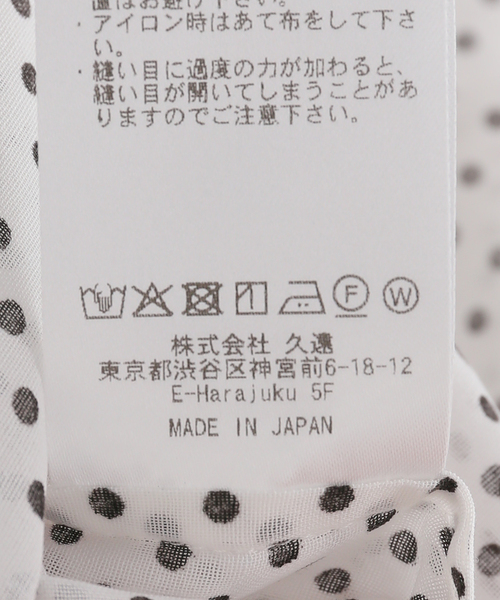 ・アイロン時はあて布をして下さ
い。
・縫い目に過度の力が加わると、
縫い目が開いてしまうことがあ
りますのでご注意下さい。
F W
株式会社 久遠
東京都渋谷区神宮前6-18-12
E-Harajuku 5F
MADE IN JAPAN